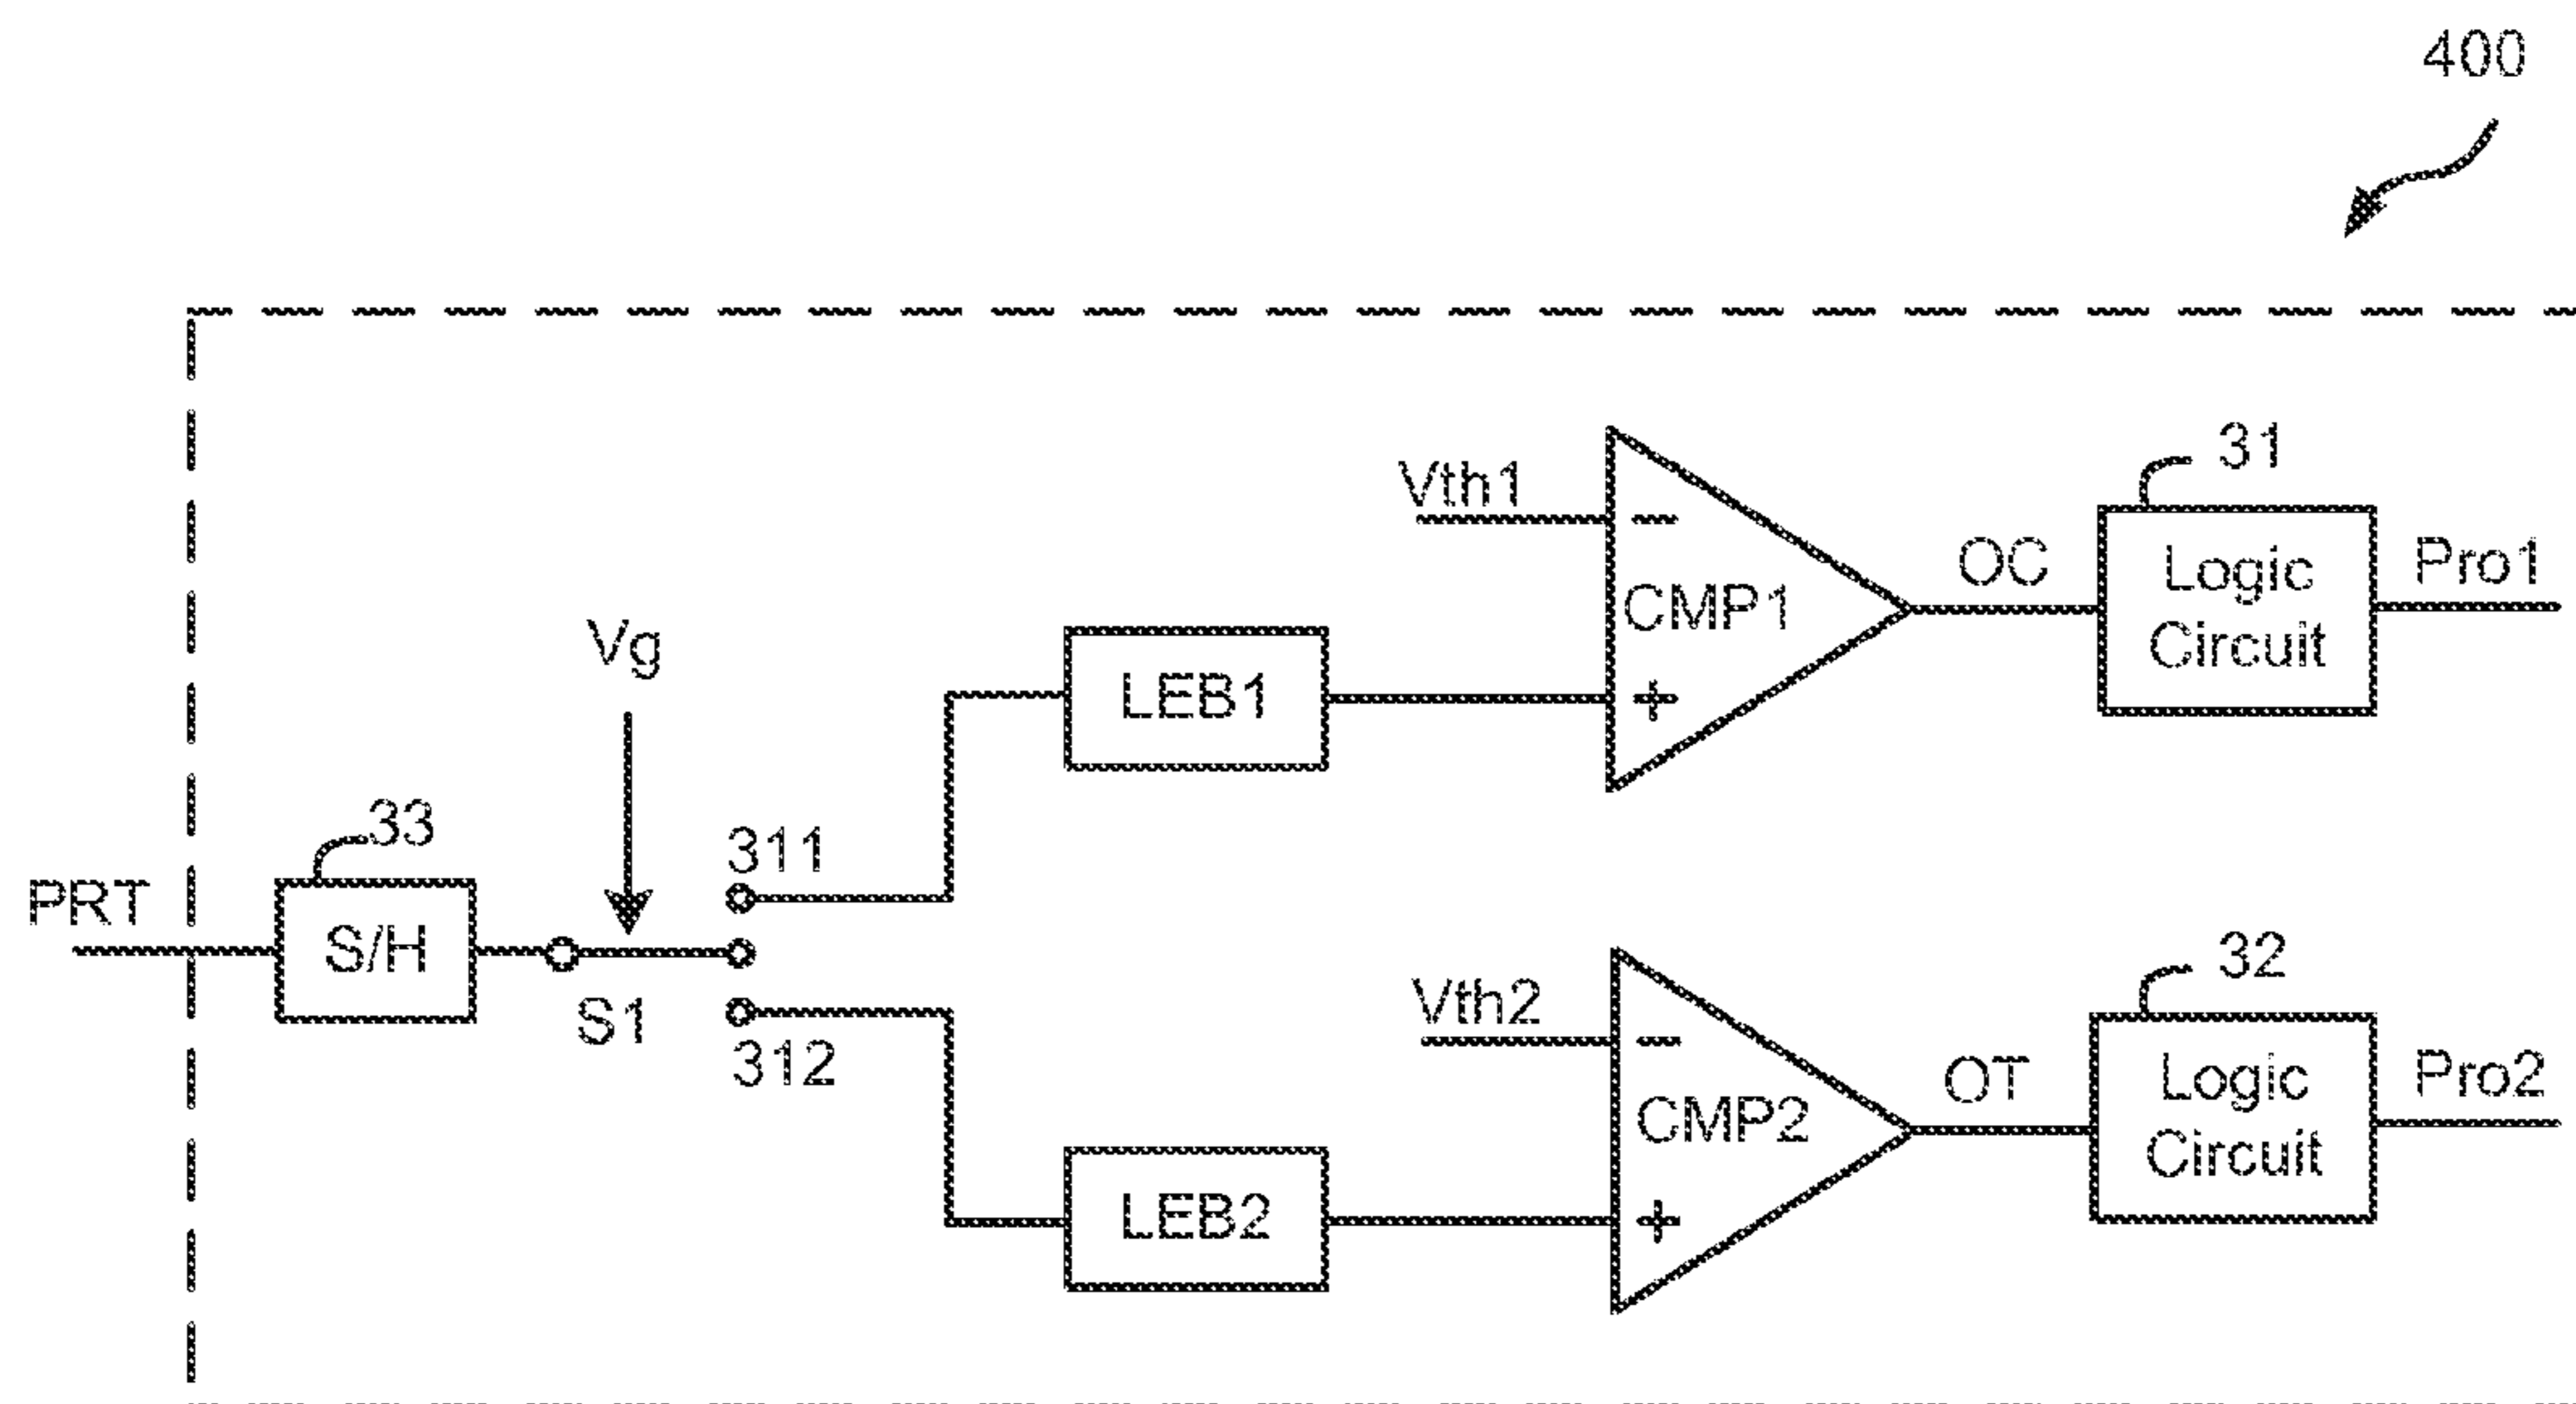 400
Vth1
−
CMP1
+
OC
31
Logic
Circuit
Pro1
Vg
LEB1
PRT
33
S/H
S1
311
312
Vth2
−
CMP2
+
OT
32
Logic
Circuit
Pro2
LEB2